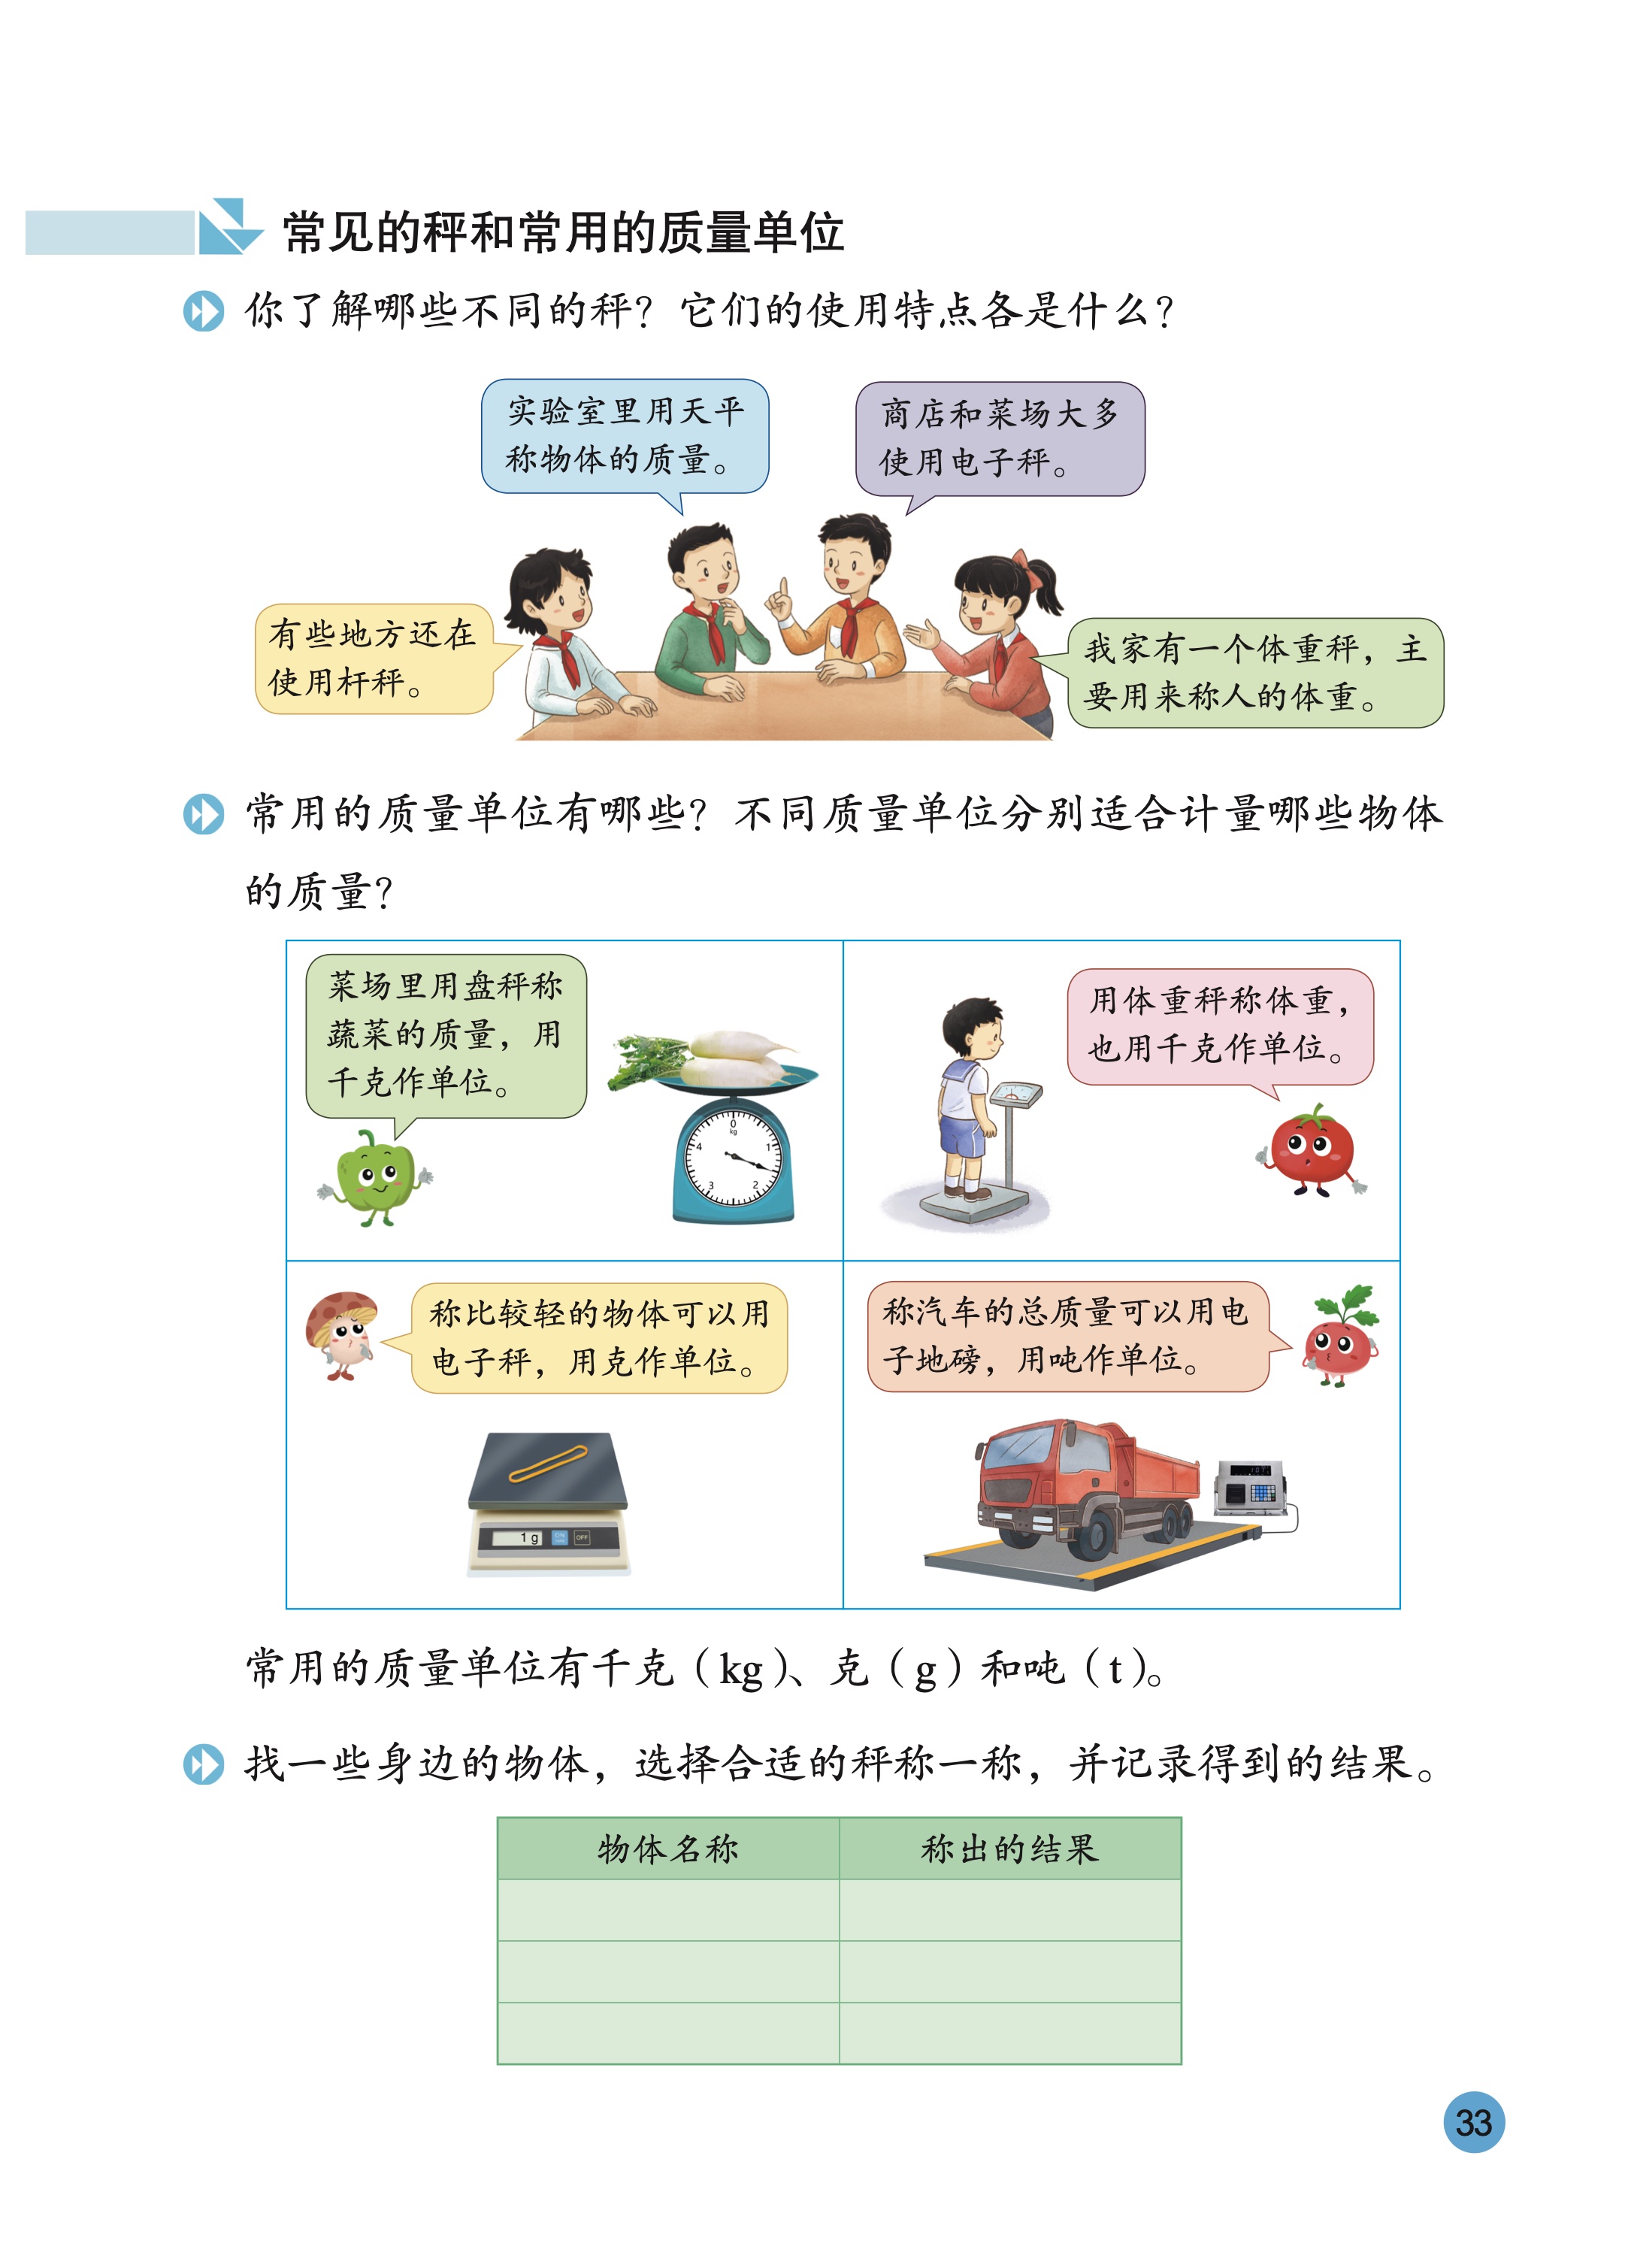 常见的秤和常用的质量单位
你了解哪些不同的秤？它们的使用特点各是什么？
实验室里用天平
称物体的质量。
商店和菜场大多
使用电子秤。
有些地方还在
使用杆秤。
我家有一个体重秤，主
要用来称人的体重。
常用的质量单位有哪些？不同质量单位分别适合计量哪些物体
的质量？
菜场里用盘秤称
蔬菜的质量，用
千克作单位。
0
kg
4
1
3
2
用体重秤称体重，
也用千克作单位。
称比较轻的物体可以用
电子秤，用克作单位。
1 g
OFF
称汽车的总质量可以用电
子地磅，用吨作单位。
常用的质量单位有千克（kg）、克（g）和吨（t）。
找一些身边的物体，选择合适的秤称一称，并记录得到的结果。
物体名称
称出的结果
33